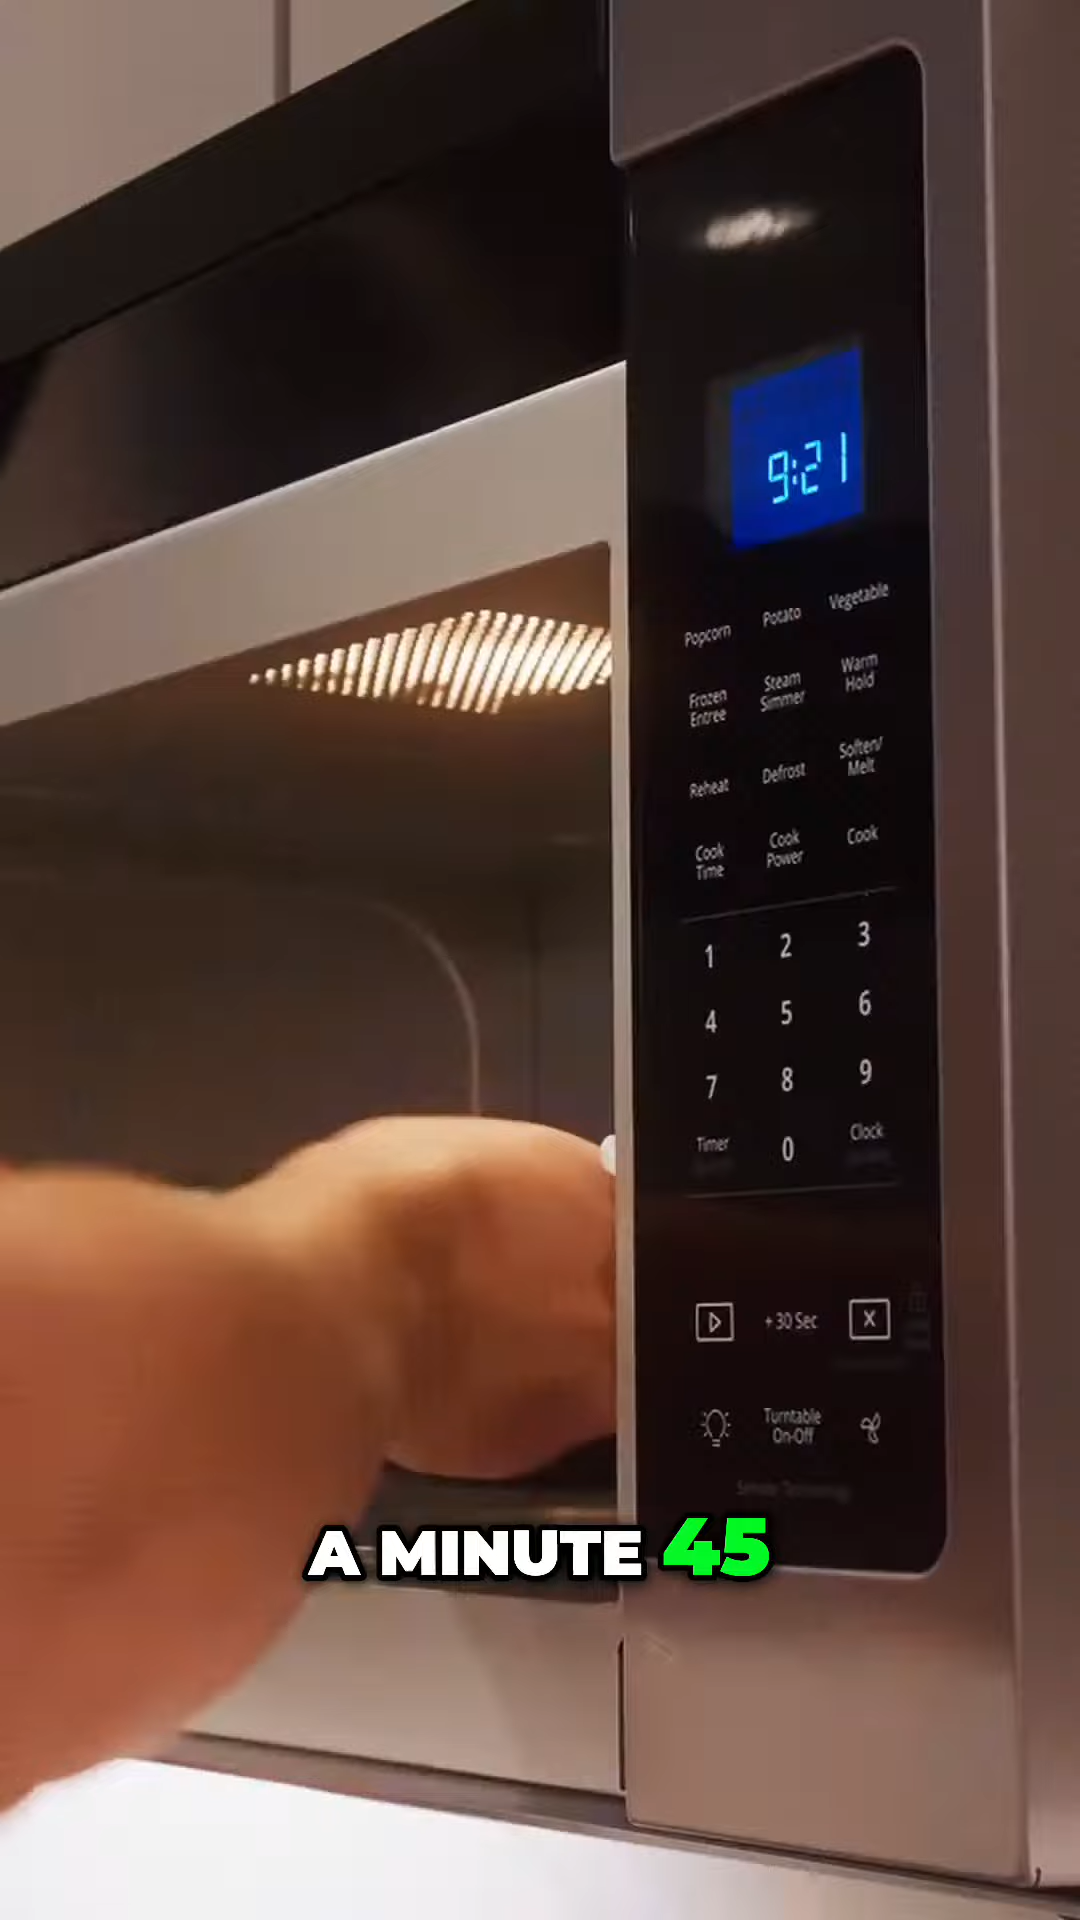 9:21
Popcorn Potato Vegetable
Frozen Entree Steam Simmer Warm Hold
Reheat Defrost Soften/ Melt
Cook Time Cook Power Cook
1 2 3
4 5 6
7 8 9
Timer 0 Clock
+ 30 Sec
Turntable On-Off
A MINUTE 45